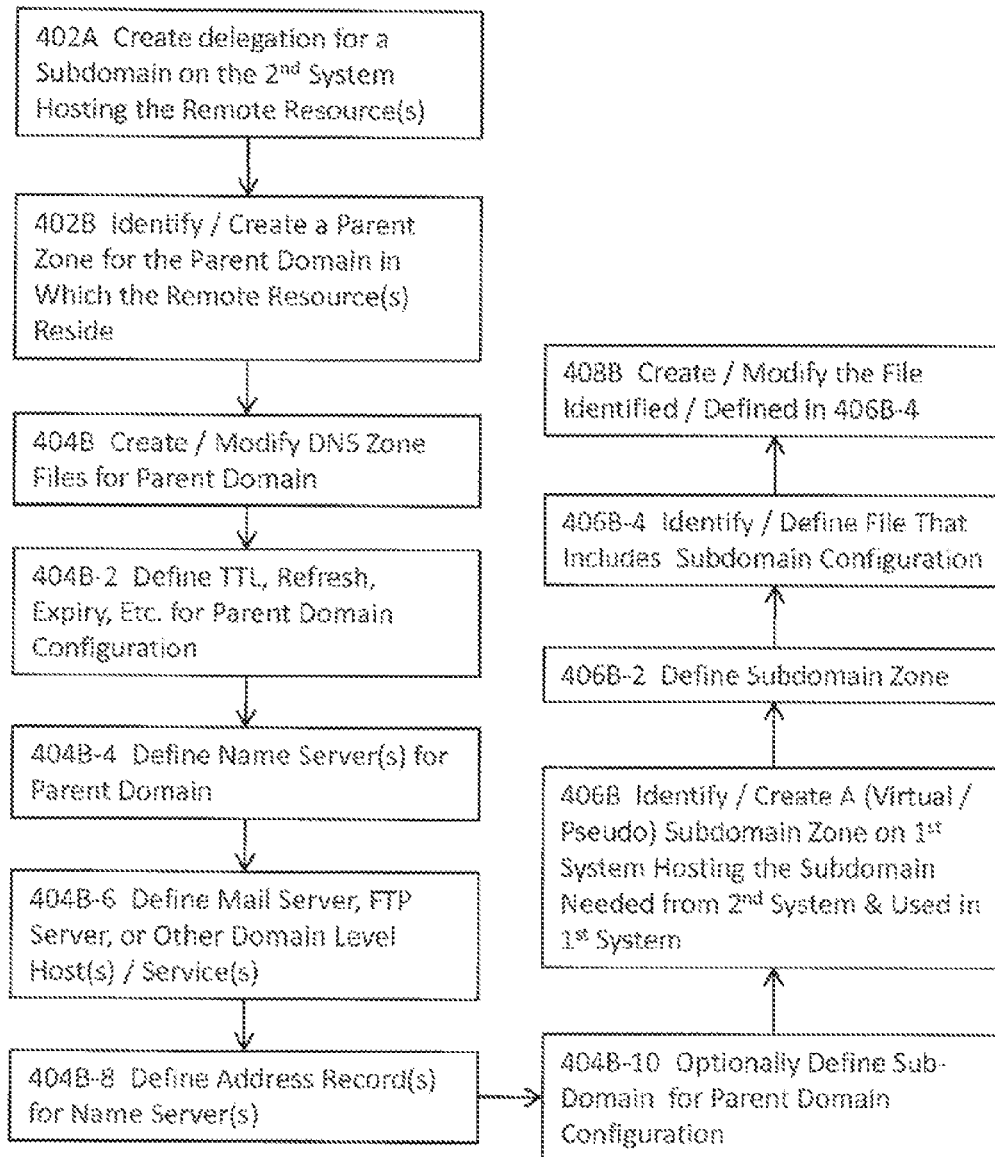 402A Create delegation for a
Subdomain on the 2nd System
Hosting the Remote Resource(s)
402B Identify / Create a Parent
Zone for the Parent Domain in
Which the Remote Resource(s)
Reside
404B Create / Modify DNS Zone
Files for Parent Domain
404B-2 Define TTL, Refresh,
Expiry, Etc. for Parent Domain
Configuration
404B-4 Define Name Server(s) for
Parent Domain
404B-6 Define Mail Server, FTP
Server, or Other Domain Level
Host(s) / Service(s)
404B-8 Define Address Record(s)
for Name Server(s)
404B-10 Optionally Define Sub-
Domain for Parent Domain
Configuration
406B Identify / Create A (Virtual /
Pseudo) Subdomain Zone on 1st
System Hosting the Subdomain
Needed from 2nd System & Used in
1st System
406B-2 Define Subdomain Zone
406B-4 Identify / Define File That
Includes Subdomain Configuration
408B Create / Modify the File
Identified / Defined in 406B-4